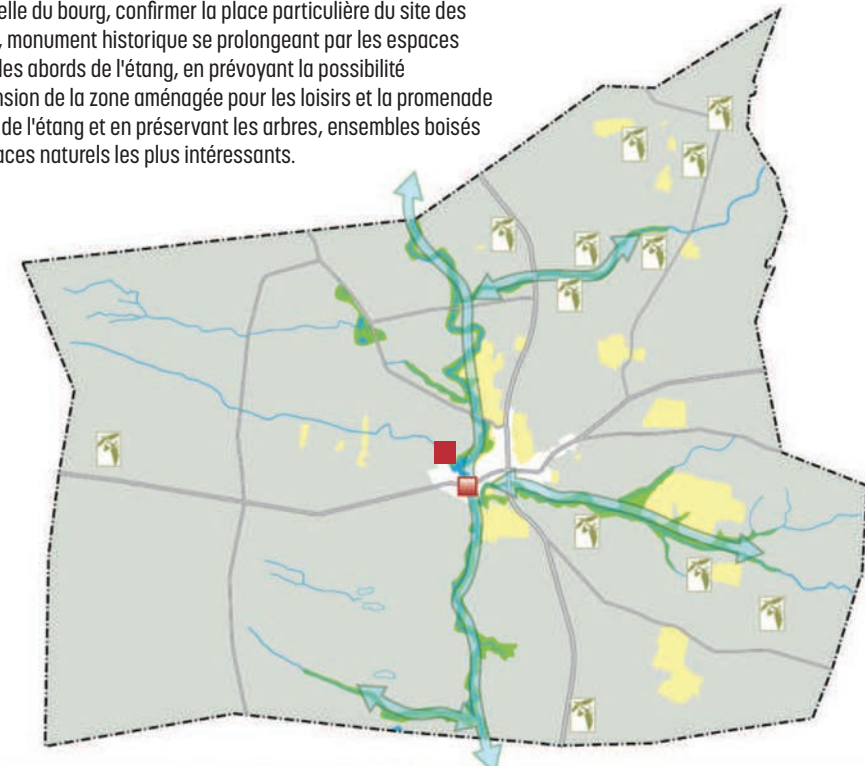 elle du bourg, confirmer la place particulière du site des
, monument historique se prolongeant par les espaces
les abords de l'étang, en prévoyant la possibilité
nsion de la zone aménagée pour les loisirs et la promenade
de l'étang et en préservant les arbres, ensembles boisés
aces naturels les plus intéressants.